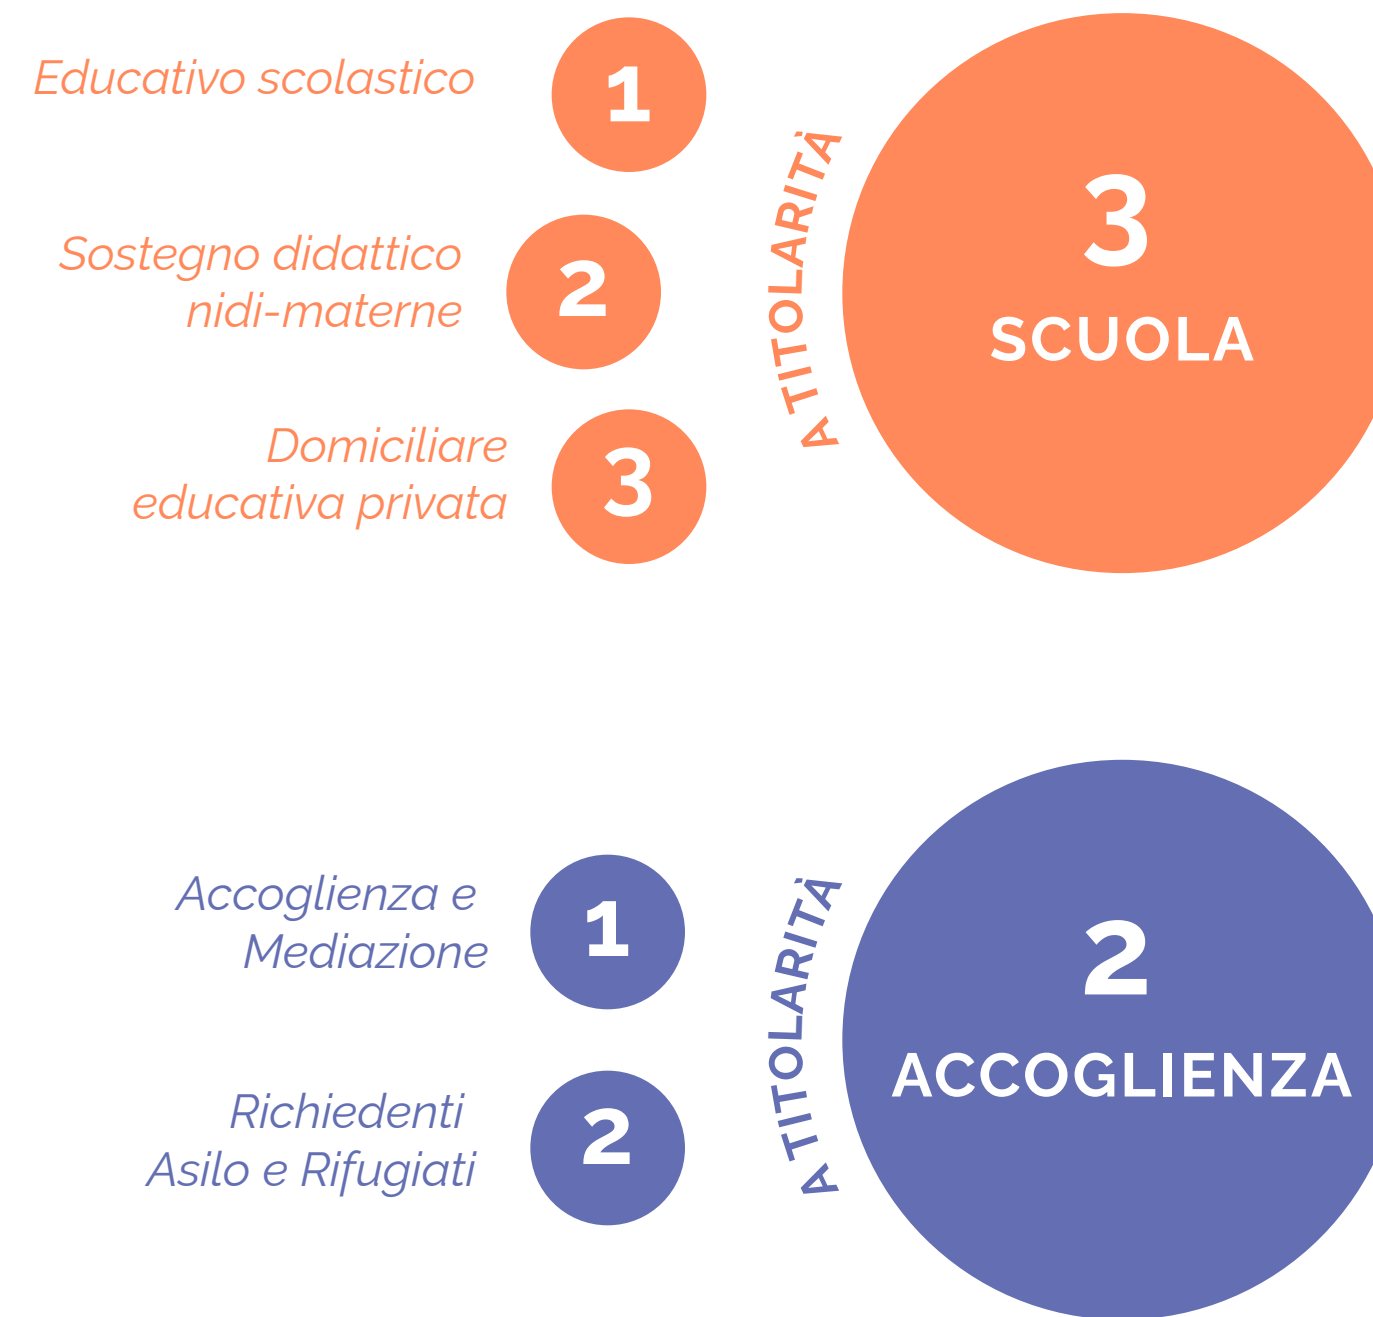 Educativo scolastico
1
Sostegno didattico
nidi-materne
2
Domiciliare
educativa privata
3
A TITOLARITÀ
3
SCUOLA
Accoglienza e
Mediazione
1
Richiedenti
Asilo e Rifugiati
2
A TITOLARITÀ
2
ACCOGLIENZA